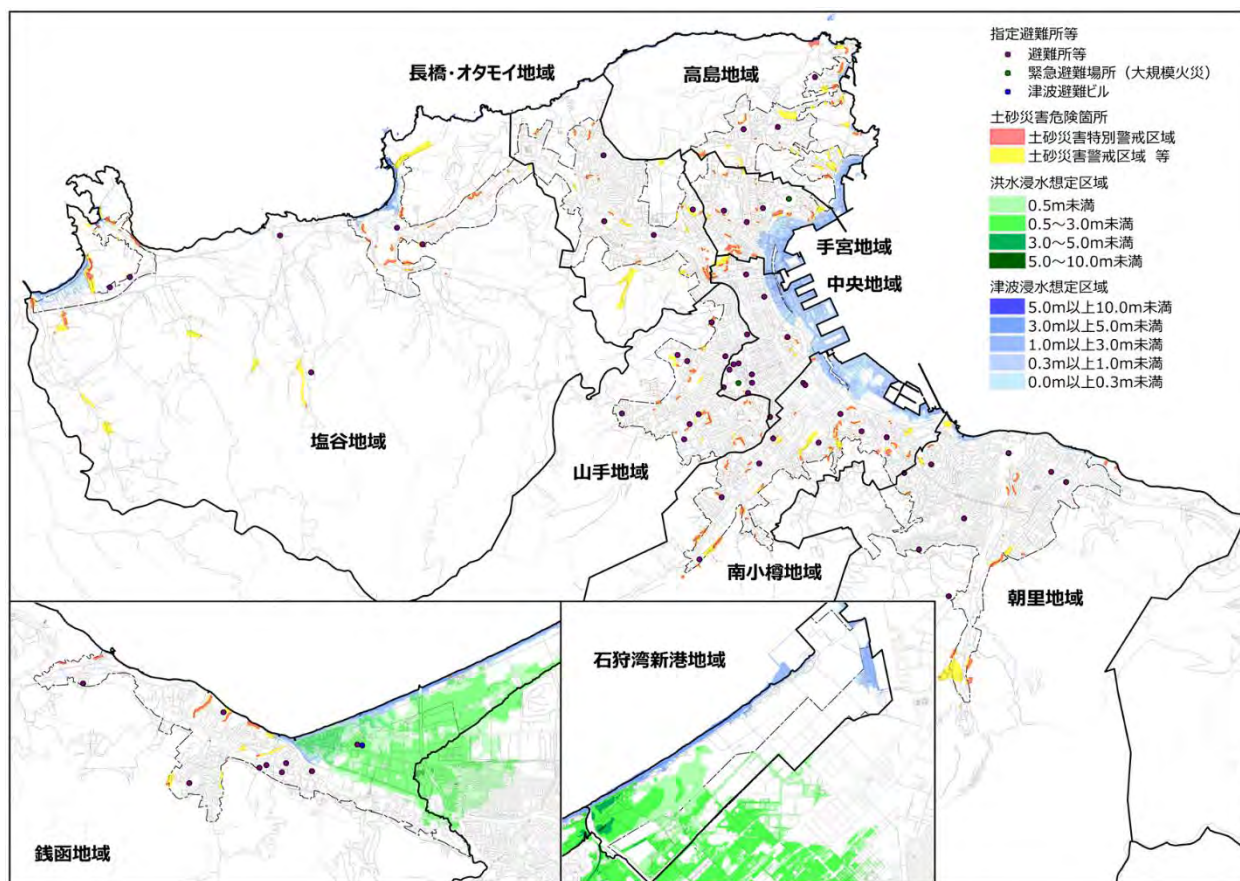 指定避難所等
避難所等
緊急避難場所（大規模火災）
津波避難ビル
土砂災害危険箇所
土砂災害特別警戒区域
土砂災害警戒区域 等
洪水浸水想定区域
0.5m未満
0.5～3.0m未満
3.0～5.0m未満
5.0～10.0m未満
津波浸水想定区域
5.0m以上10.0m未満
3.0m以上5.0m未満
1.0m以上3.0m未満
0.3m以上1.0m未満
0.0m以上0.3m未満
長橋・オタモイ地域
高島地域
手宮地域
中央地域
塩谷地域
山手地域
南小樽地域
朝里地域
銭函地域
石狩湾新港地域